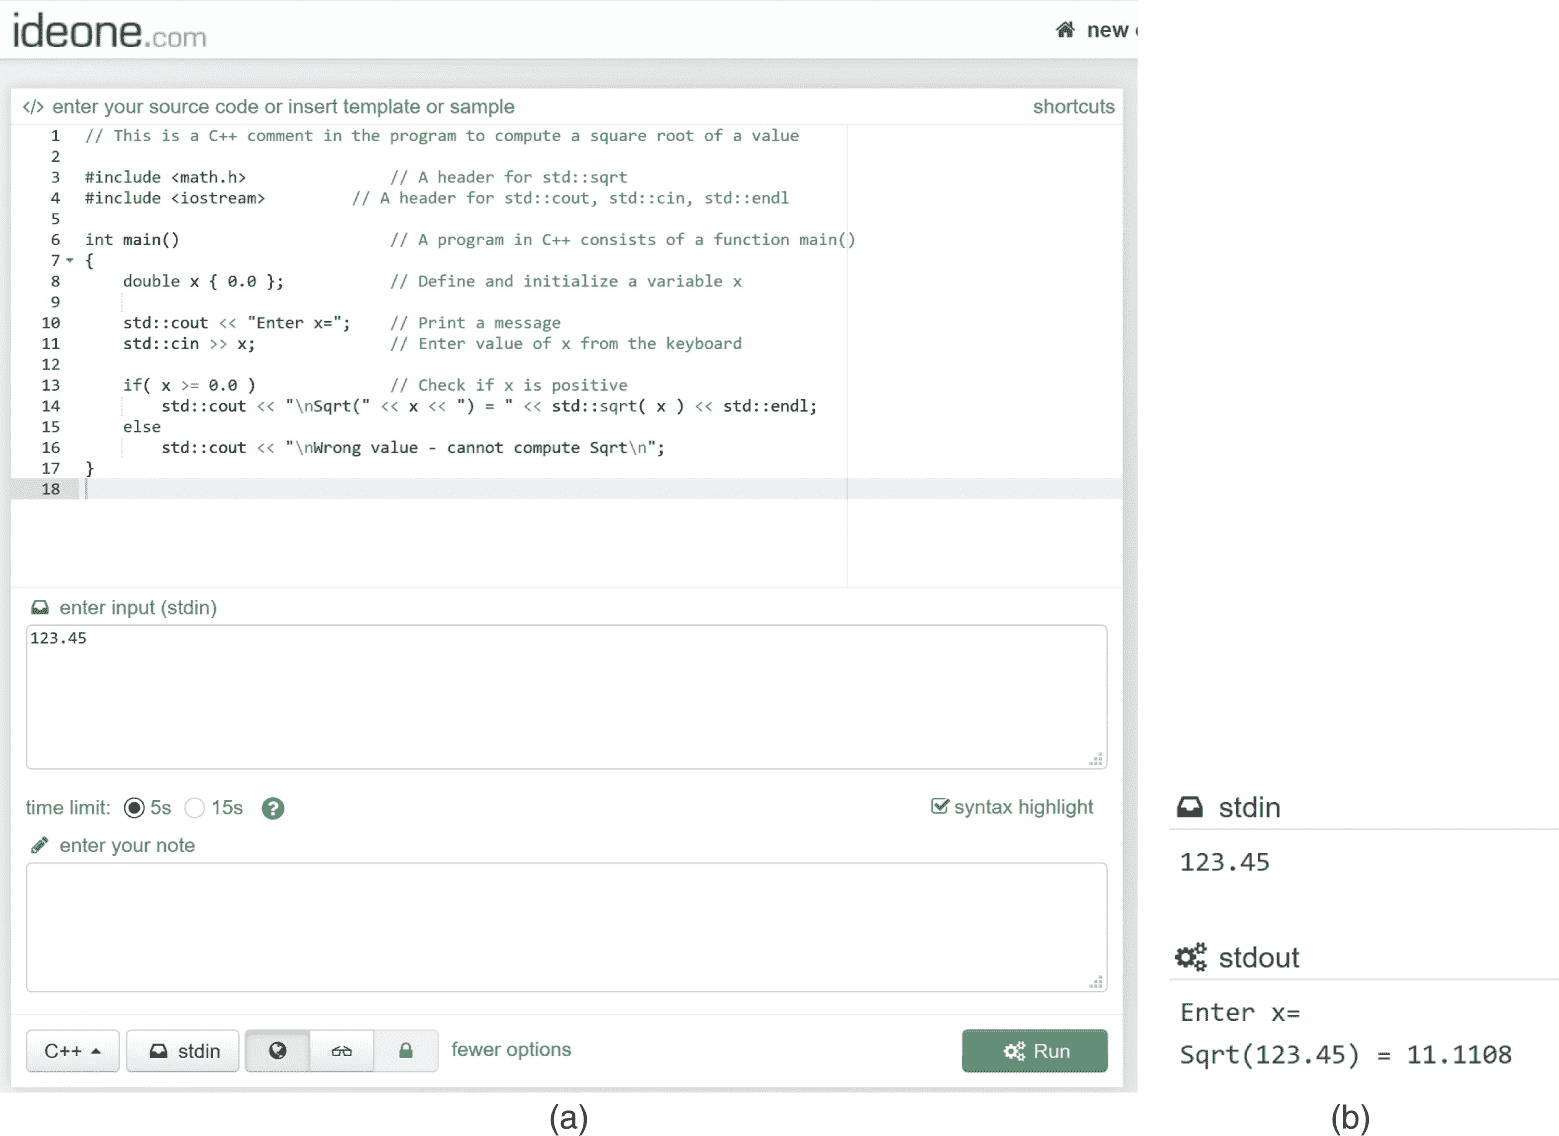 ideone.com
new
</> enter your source code or insert template or sample
shortcuts
1 // This is a C++ comment in the program to compute a square root of a value
2
3 #include <math.h> // A header for std::sqrt
4 #include <iostream> // A header for std::cout, std::cin, std::endl
5
6 int main() // A program in C++ consists of a function main()
7 {
8 double x { 0.0 }; // Define and initialize a variable x
9
10 std::cout << "Enter x="; // Print a message
11 std::cin >> x; // Enter value of x from the keyboard
12
13 if( x >= 0.0 ) // Check if x is positive
14 std::cout << "\nSqrt(" << x << ") = " << std::sqrt( x ) << std::endl;
15 else
16 std::cout << "\nWrong value - cannot compute Sqrt\n";
17 }
18
enter input (stdin)
123.45
time limit: 5s 15s ?
syntax highlight
enter your note
C++ stdin fewer options Run
(a)
stdin
123.45
stdout
Enter x=
Sqrt(123.45) = 11.1108
(b)